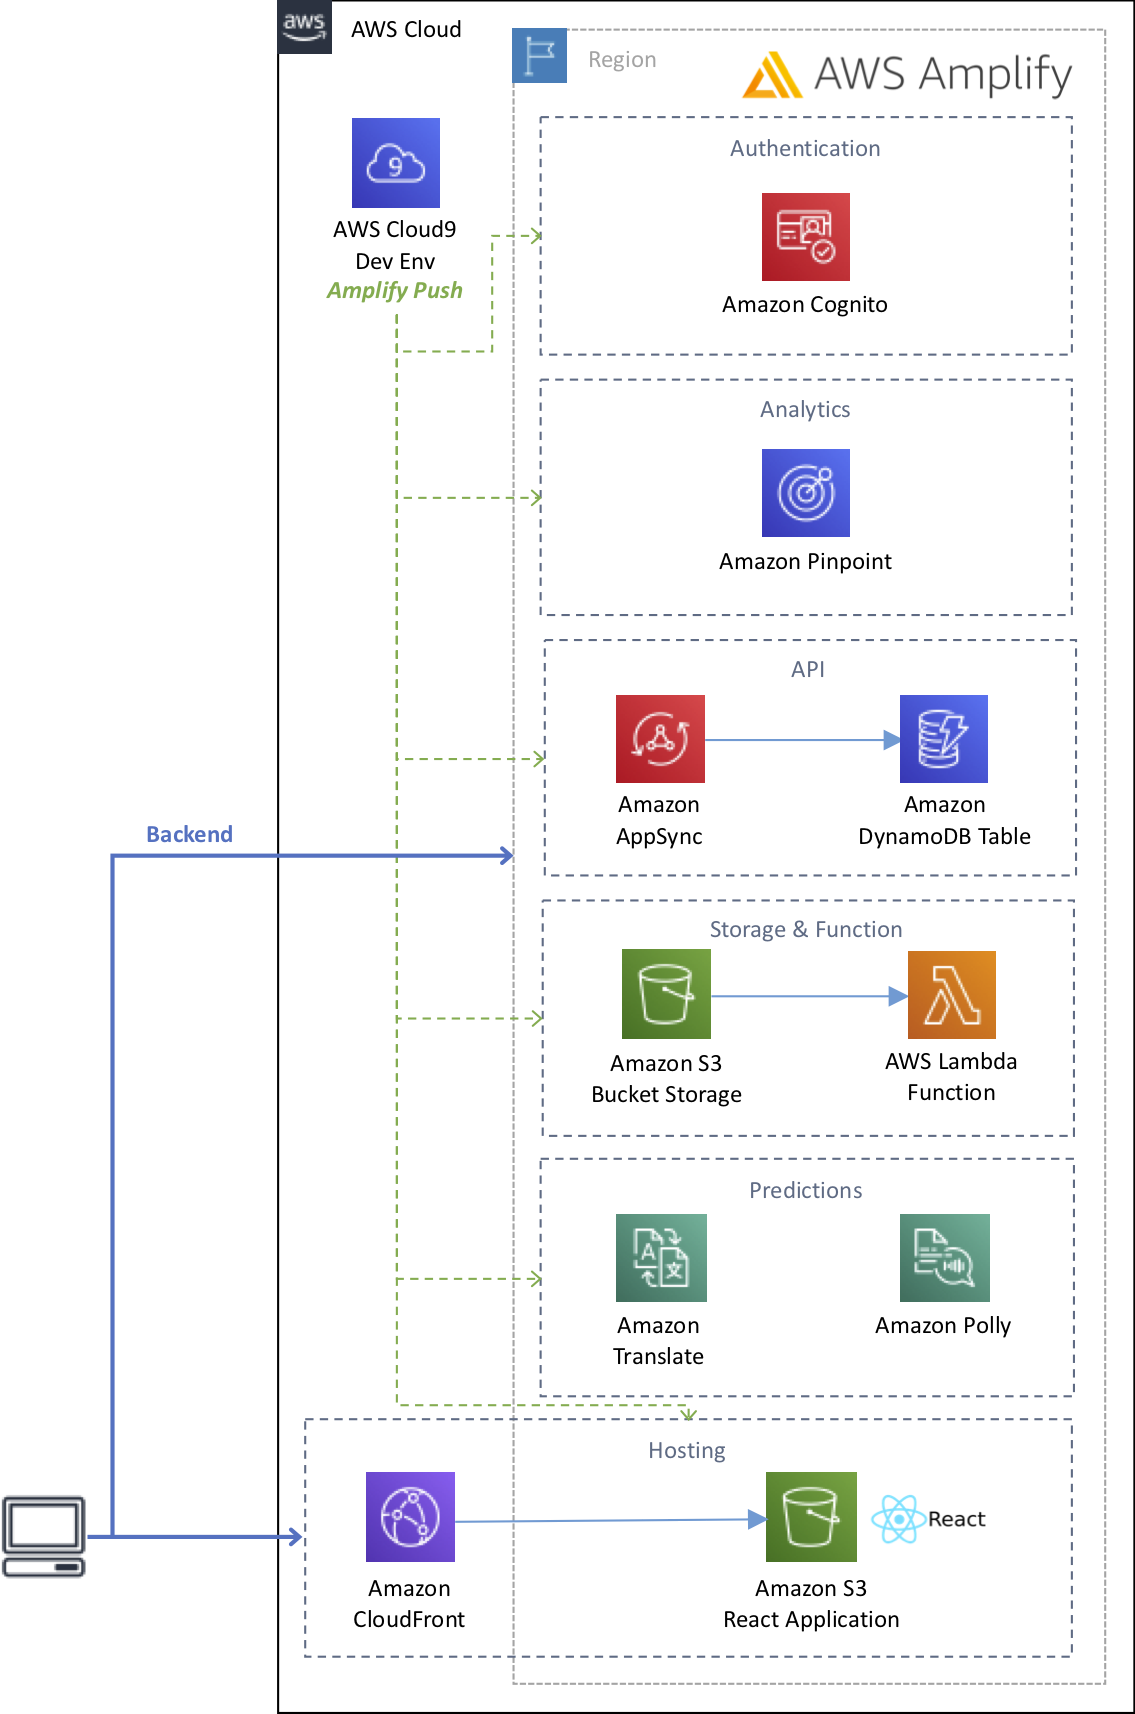 aws
AWS Cloud
Region
AWS Amplify
9
AWS Cloud9
Dev Env
Amplify Push
Authentication
Amazon Cognito
Analytics
Amazon Pinpoint
API
Amazon
AppSync
Amazon
DynamoDB Table
Backend
Storage & Function
Amazon S3
Bucket Storage
AWS Lambda
Function
Predictions
A
文
Amazon
Translate
Amazon Polly
Hosting
React
Amazon
CloudFront
Amazon S3
React Application